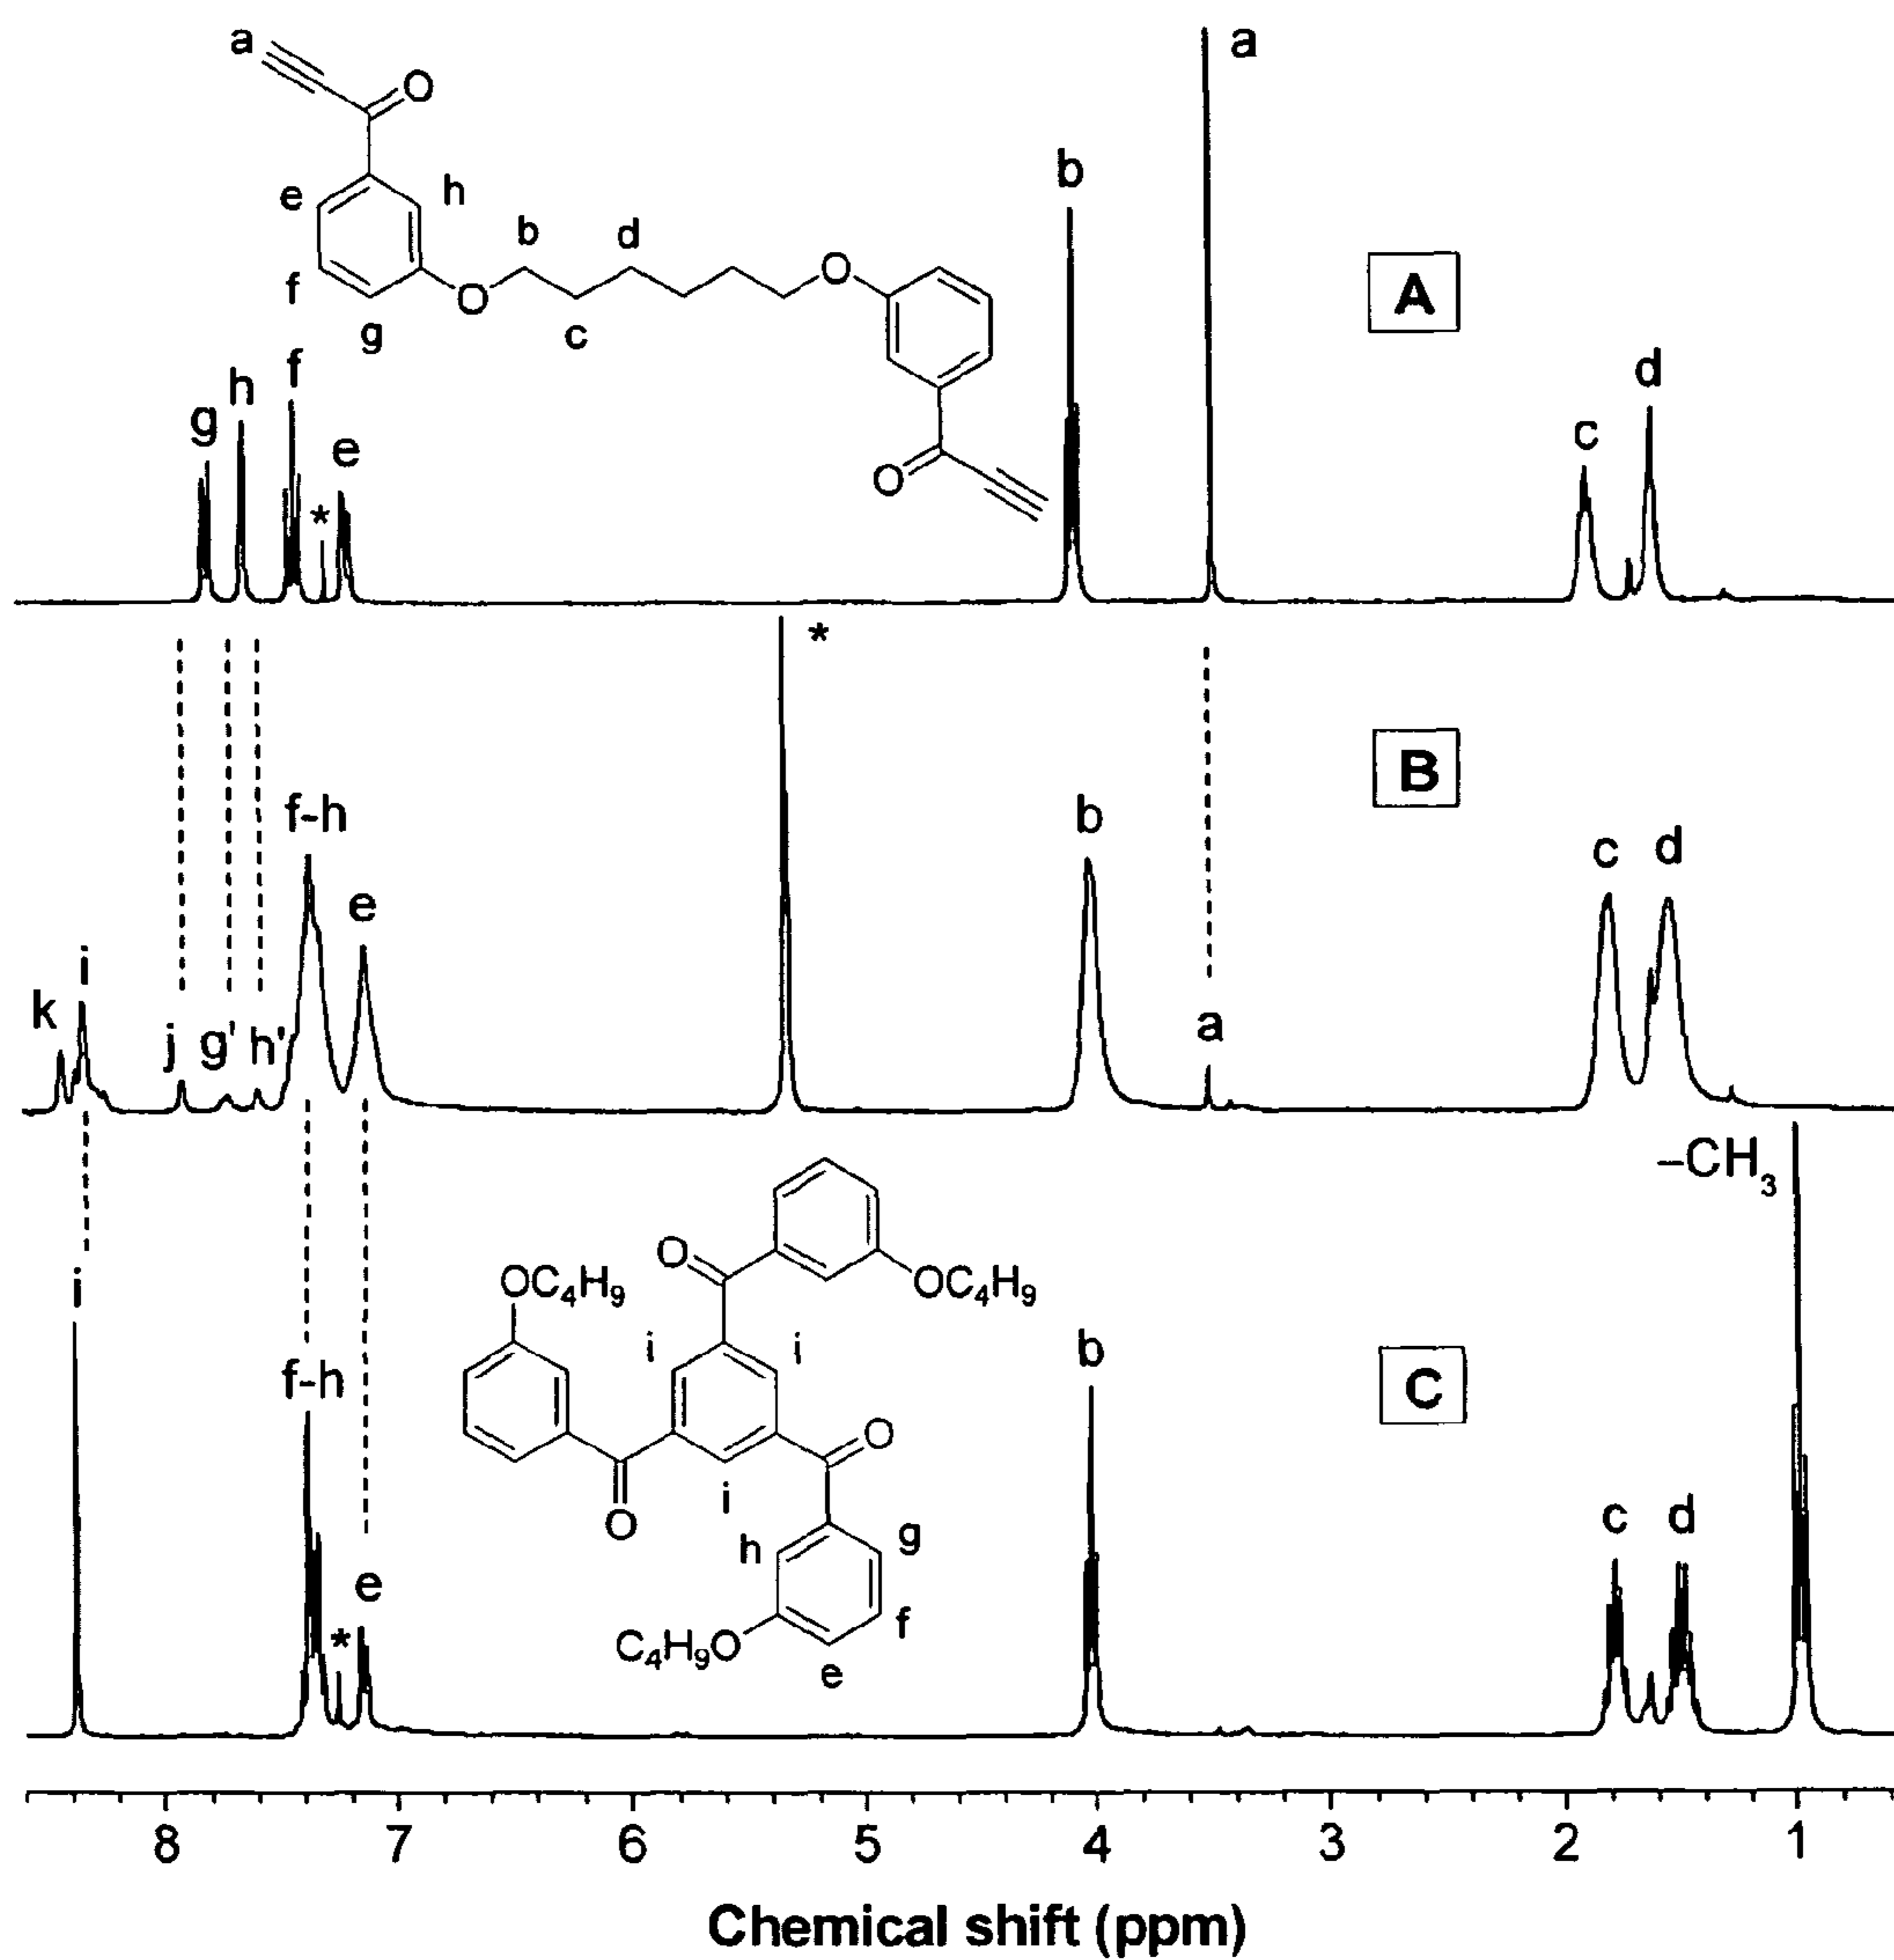 a
O
a
e
h
b
d
b
f
g
O
c
O
A
O
g
h
f
e
*
c
d
*
B
k
i
j
g'
h'
f-h
e
b
a
c
d
–CH3
i
f-h
e
*
O
OC4H9
OC4H9
i
i
O
O
i
h
g
f
C4H9O
e
b
C
c
d
8 7 6 5 4 3 2 1
Chemical shift (ppm)